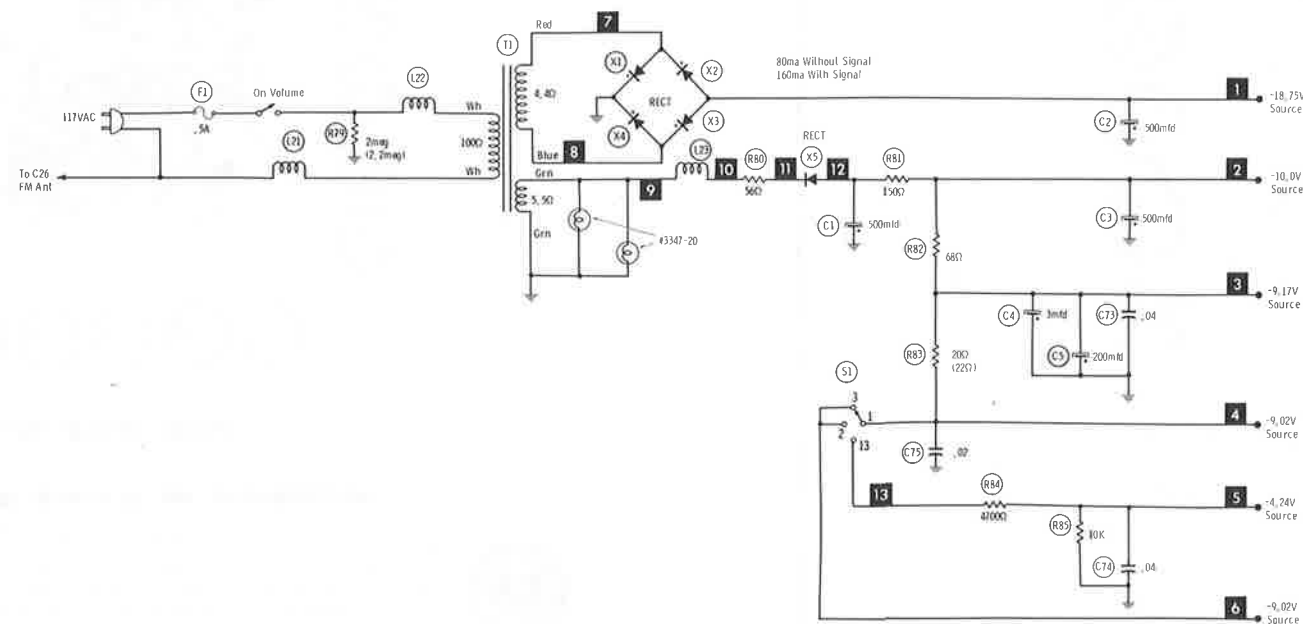 Red
7
T1
X1
X2
80ma Without Signal
160ma With Signal
L22
F1
On Volume
Wh
4.4Ω
RECT
1
-18.75V
Source
117VAC
.5A
R79
2meg
(2.2meg)
100Ω
X4
X3
C2
500mfd
L21
Blue
8
L23
RECT
To C26
FM Ant
Wh
Grn
10
R80
11
X5
12
R81
2
-10.0V
Source
9
56Ω
150Ω
Grn
#3347-20
C1
500mfd
C3
500mfd
R82
68Ω
3
-9.17V
Source
C4
3mfd
C73
.04
R83
20Ω
(22Ω)
C5
200mfd
S1
3
1
4
-9.02V
Source
2
13
C75
.02
13
R84
4700Ω
5
-4.24V
Source
R85
10K
C74
.04
6
-9.02V
Source